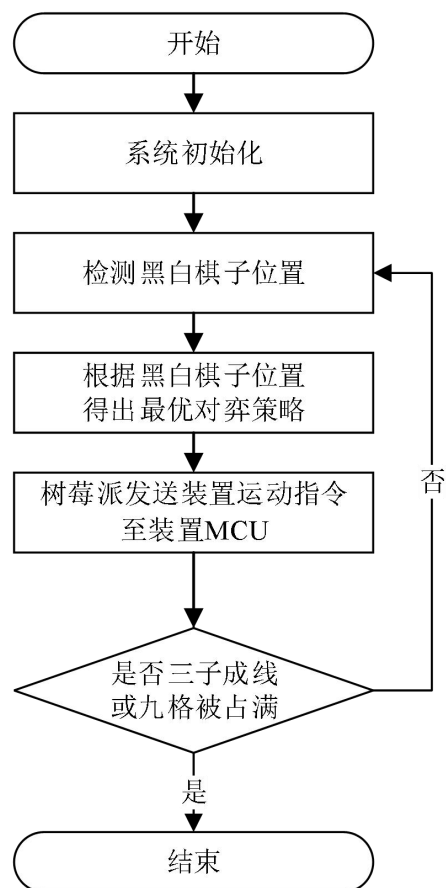 开始
系统初始化
检测黑白棋子位置
根据黑白棋子位置
得出最优对弈策略
树莓派发送装置运动指令
至装置MCU
是否三子成线
或九格被占满
否
是
结束